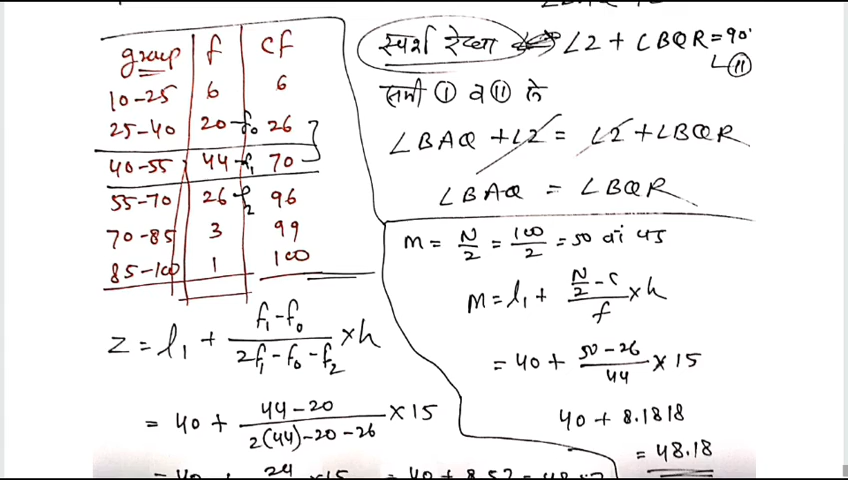 group f cf
10-25 6 6
25-40 20 f₀ 26
40-55 44 f₁ 70
55-70 26 f₂ 96
70-85 3 99
85-100 1 100
Z = l₁ + (f₁-f₀)/(2f₁-f₀-f₂) × h
= 40 + (44-20)/(2(44)-20-26) × 15
स्पर्श रेखा ∠2 + ∠BQR = 90°
∠(ii)
समी (i) व (ii) से
∠BAQ + ∠2 = ∠2 + ∠BQR
∠BAQ = ∠BQR
M = N/2 = 100/2 = 50 वां पद
M = l₁ + (N/2 - c)/f × h
= 40 + (50-26)/44 × 15
40 + 8.1818
= 48.18